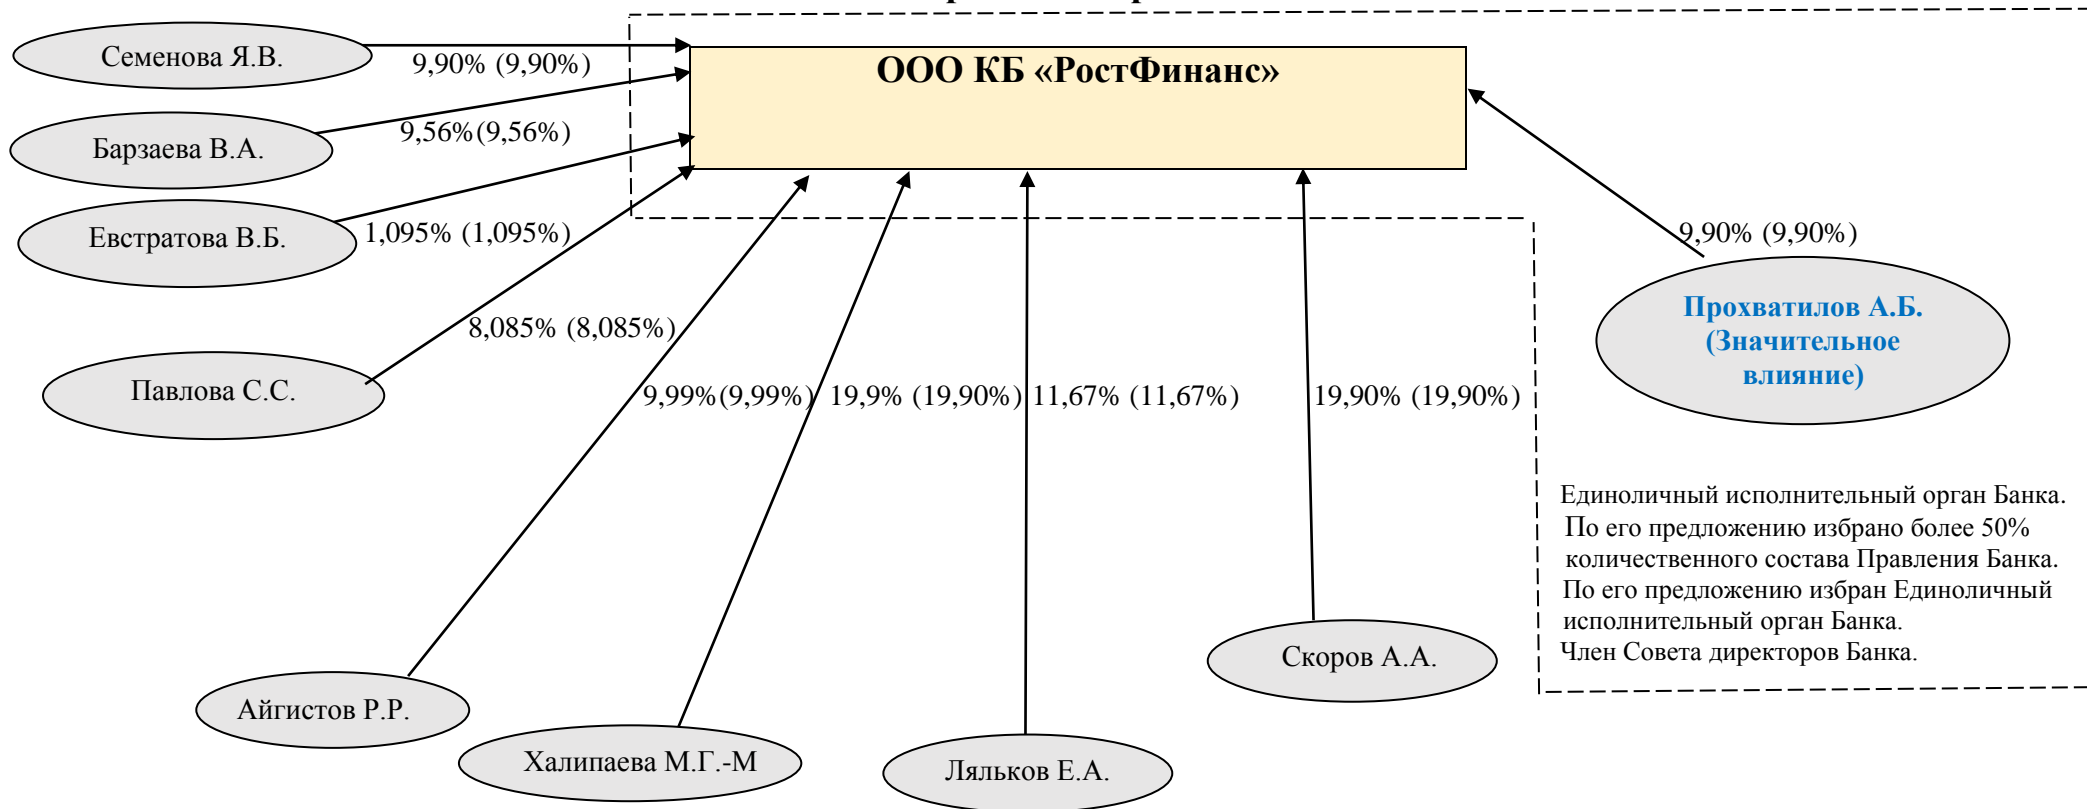 Семенова Я.В.
9,90% (9,90%)
ООО КБ «РостФинанс»
Барзаева В.А.
9,56%(9,56%)
Евстратова В.Б.
1,095% (1,095%)
9,90% (9,90%)
Прохватилов А.Б.
(Значительное
влияние)
8,085% (8,085%)
Павлова С.С.
9,99%(9,99%)
19,9% (19,90%)
11,67% (11,67%)
19,90% (19,90%)
Единоличный исполнительный орган Банка.
По его предложению избрано более 50%
количественного состава Правления Банка.
По его предложению избран Единоличный
исполнительный орган Банка.
Член Совета директоров Банка.
Скоров А.А.
Айгистов Р.Р.
Халипаева М.Г.-М
Ляльков Е.А.